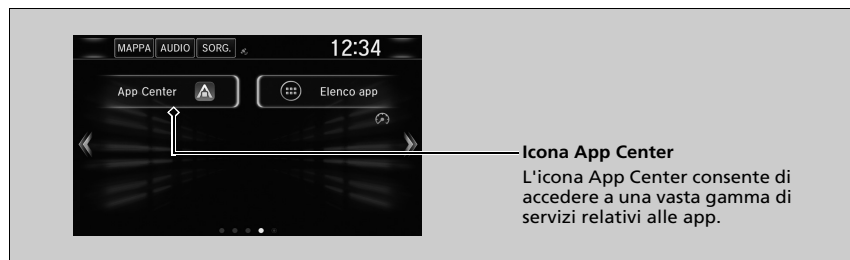 MAPPA AUDIO SORG. 12:34
App Center Elenco app
Icona App Center
L'icona App Center consente di
accedere a una vasta gamma di
servizi relativi alle app.